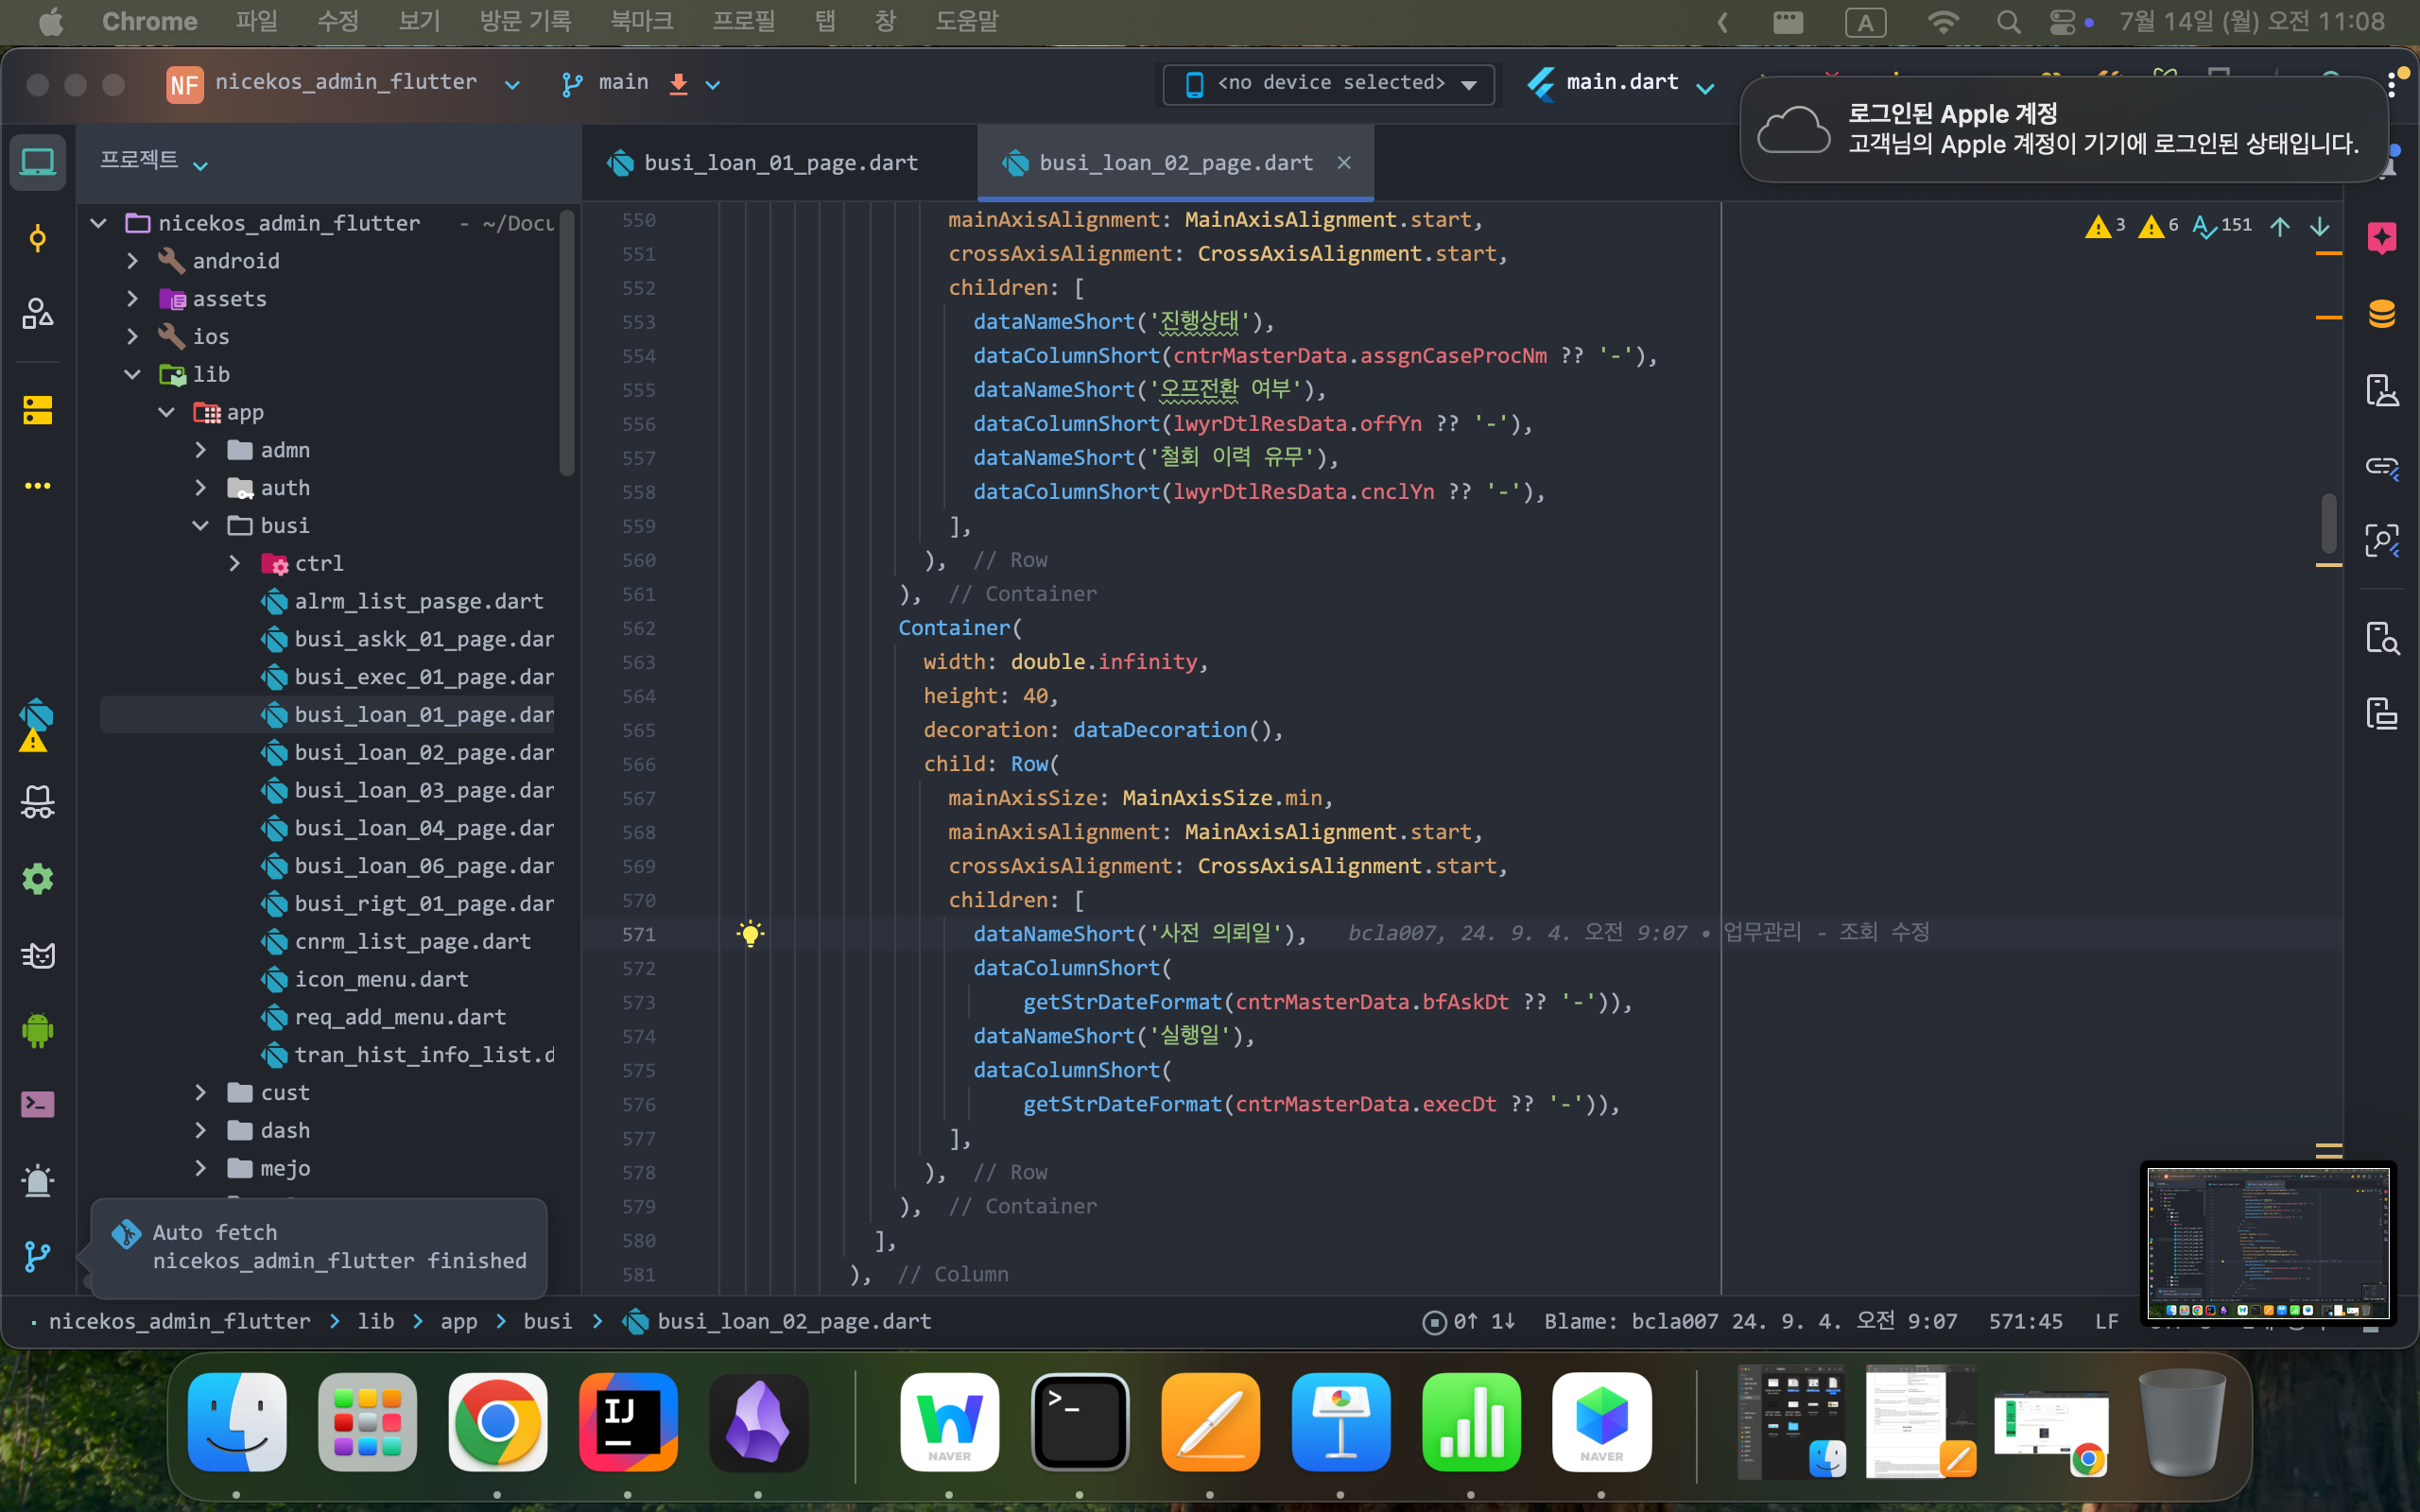 Chrome 파일 수정 보기 방문 기록 북마크 프로필 탭 창 도움말 A 7월 14일 (월) 오전 11:08
NF nicekos_admin_flutter main <no device selected> main.dart
로그인된 Apple 계정
고객님의 Apple 계정이 기기에 로그인된 상태입니다.
프로젝트
busi_loan_01_page.dart busi_loan_02_page.dart
3 6 151
nicekos_admin_flutter - ~/Docu
android
assets
ios
lib
app
admn
auth
busi
ctrl
alrm_list_pasge.dart
busi_askk_01_page.dar
busi_exec_01_page.dar
busi_loan_01_page.dar
busi_loan_02_page.dar
busi_loan_03_page.dar
busi_loan_04_page.dar
busi_loan_06_page.dar
busi_rigt_01_page.dar
cnrm_list_page.dart
icon_menu.dart
req_add_menu.dart
tran_hist_info_list.d
cust
dash
mejo
550 mainAxisAlignment: MainAxisAlignment.start,
551 crossAxisAlignment: CrossAxisAlignment.start,
552 children: [
553 dataNameShort('진행상태'),
554 dataColumnShort(cntrMasterData.assgnCaseProcNm ?? '-'),
555 dataNameShort('오프전환 여부'),
556 dataColumnShort(lwyrDtlResData.offYn ?? '-'),
557 dataNameShort('철회 이력 유무'),
558 dataColumnShort(lwyrDtlResData.cnclYn ?? '-'),
559 ],
560 ), // Row
561 ), // Container
562 Container(
563 width: double.infinity,
564 height: 40,
565 decoration: dataDecoration(),
566 child: Row(
567 mainAxisSize: MainAxisSize.min,
568 mainAxisAlignment: MainAxisAlignment.start,
569 crossAxisAlignment: CrossAxisAlignment.start,
570 children: [
571 dataNameShort('사전 의뢰일'), bcla007, 24. 9. 4. 오전 9:07 • 업무관리 - 조회 수정
572 dataColumnShort(
573 getStrDateFormat(cntrMasterData.bfAskDt ?? '-')),
574 dataNameShort('실행일'),
575 dataColumnShort(
576 getStrDateFormat(cntrMasterData.execDt ?? '-')),
577 ],
578 ), // Row
579 ), // Container
580 ],
581 ), // Column
Auto fetch
nicekos_admin_flutter finished
nicekos_admin_flutter lib app busi busi_loan_02_page.dart 0↑ 1↓ Blame: bcla007 24. 9. 4. 오전 9:07 571:45 LF
IJ
NAVER
>_
NAVER